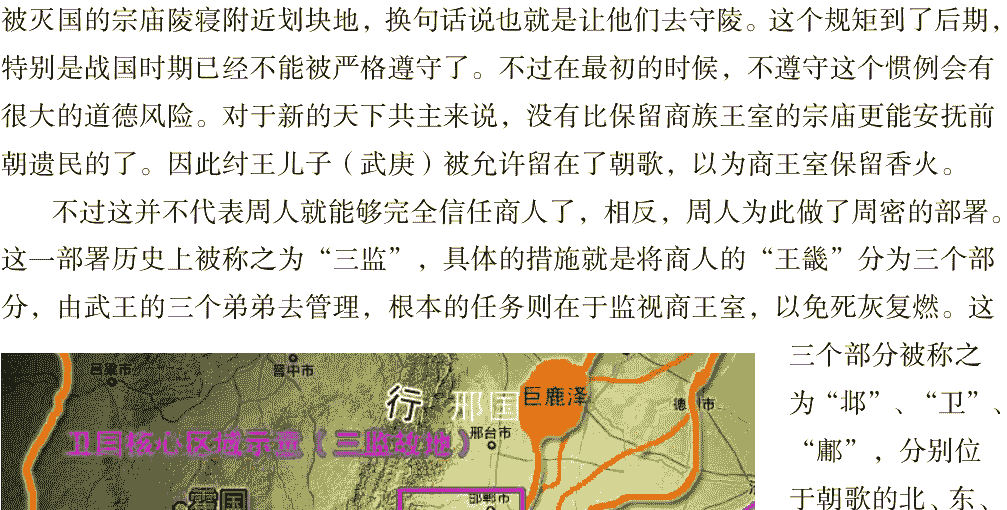 被灭国的宗庙陵寝附近划块地，换句话说也就是让他们去守陵。这个规矩到了后期，
特别是战国时期已经不能被严格遵守了。不过在最初的时候，不遵守这个惯例会有
很大的道德风险。对于新的天下共主来说，没有比保留商族王室的宗庙更能安抚前
朝遗民的了。因此纣王儿子（武庚）被允许留在了朝歌，以为商王室保留香火。
不过这并不代表周人就能够完全信任商人了，相反，周人为此做了周密的部署。
这一部署历史上被称之为“三监”，具体的措施就是将商人的“王畿”分为三个部
分，由武王的三个弟弟去管理，根本的任务则在于监视商王室，以免死灰复燃。这
三个部分被称之
为“邶”、“卫”、
“鄘”，分别位
于朝歌的北、东、
吕梁市
晋中市
行
邢国
巨鹿泽
德州市
卫国核心区域示意（三监故地）
邢台市
邯郸市